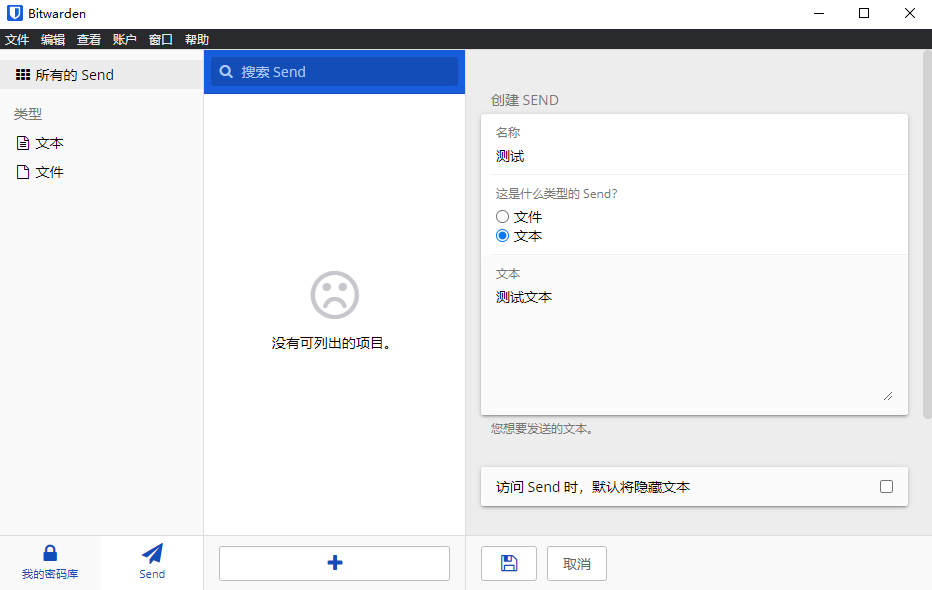 Bitwarden
文件 编辑 查看 账户 窗口 帮助
所有的 Send
类型
文本
文件
搜索 Send
没有可列出的项目。
创建 SEND
名称
测试
这是什么类型的 Send?
文件
文本
文本
测试文本
您想要发送的文本。
访问 Send 时，默认将隐藏文本
我的密码库
Send
取消